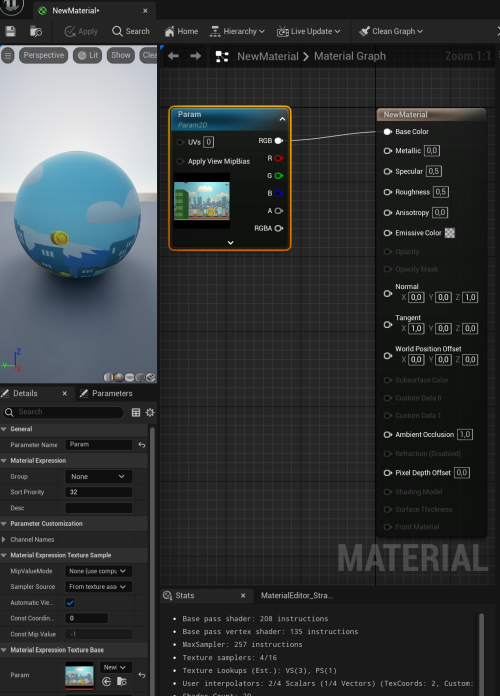 NewMaterial•
Apply
Search
Home
Hierarchy
Live Update
Clean Graph
Perspective
Lit
Show
NewMaterial > Material Graph
Zoom 1:1
Param
Param2D
UVs 0
Apply View MipBias
RGB
R
G
B
A
RGBA
NewMaterial
Base Color
Metallic 0,0
Specular 0,5
Roughness 0,5
Anisotropy 0,0
Emissive Color
Opacity
Opacity Mask
Normal
X 0,0 Y 0,0 Z 1,0
Tangent
X 1,0 Y 0,0 Z 0,0
World Position Offset
X 0,0 Y 0,0 Z 0,0
Subsurface Color
Custom Data 0
Custom Data 1
Ambient Occlusion 1,0
Refraction (Disabled)
Pixel Depth Offset 0,0
Shading Model
Surface Thickness
Front Material
MATERIAL
Z
Y
X
Details
Parameters
Search
General
Parameter Name Param
Material Expression
Group None
Sort Priority 32
Desc
Parameter Customization
Channel Names
Material Expression Texture Sample
MipValueMode None (use compu
Sampler Source From texture ass
Automatic Vie...
Const Coordin... 0
Const Mip Value -1
Material Expression Texture Base
Param
Stats
MaterialEditor_Stra...
• Base pass shader: 208 instructions
• Base pass vertex shader: 135 instructions
• MaxSampler: 257 instructions
• Texture samplers: 4/16
• Texture Lookups (Est.): VS(3), PS(1)
• User interpolators: 2/4 Scalars (1/4 Vectors) (TexCoords: 2, Custom: